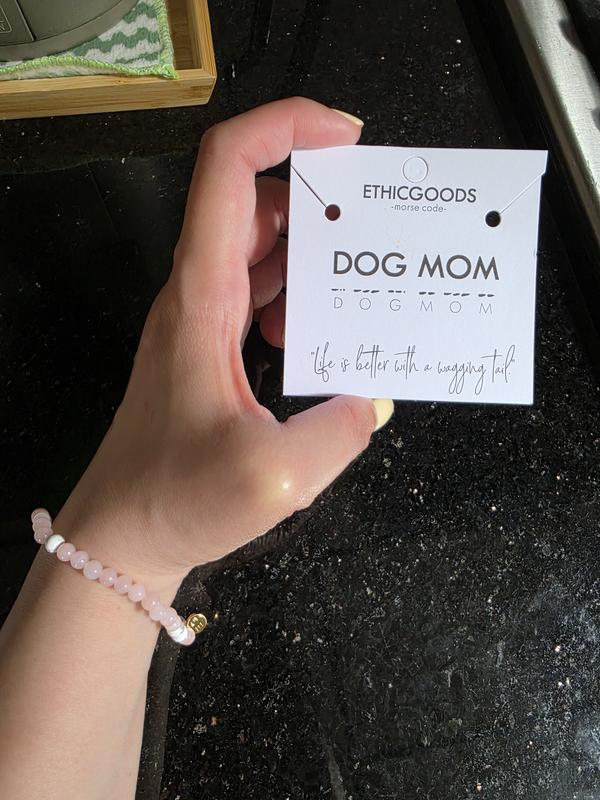 ETHICGOODS
-morse code-
DOG MOM
D O G M O M
"Life is better with a wagging tail."